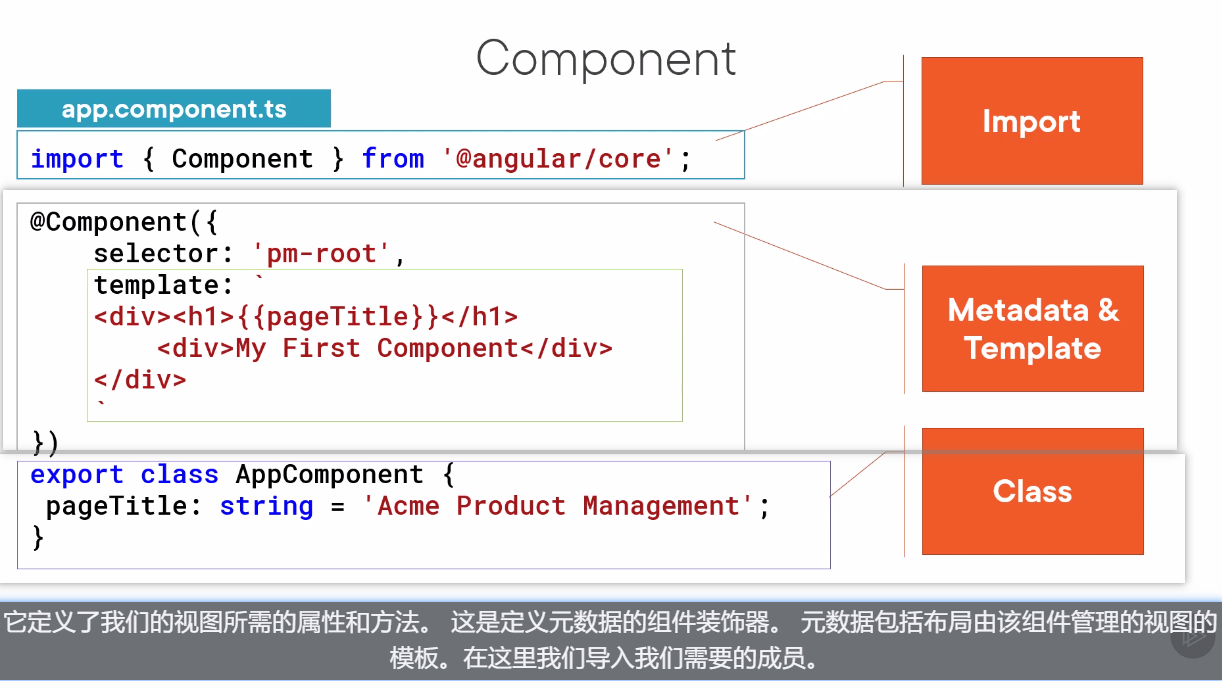 Component
app.component.ts
import { Component } from '@angular/core';
Import
@Component({
selector: 'pm-root',
template: `
<div><h1>{{pageTitle}}</h1>
<div>My First Component</div>
</div>
`
})
Metadata &
Template
export class AppComponent {
pageTitle: string = 'Acme Product Management';
}
Class
它定义了我们的视图所需的属性和方法。 这是定义元数据的组件装饰器。 元数据包括布局由该组件管理的视图的
模板。在这里我们导入我们需要的成员。